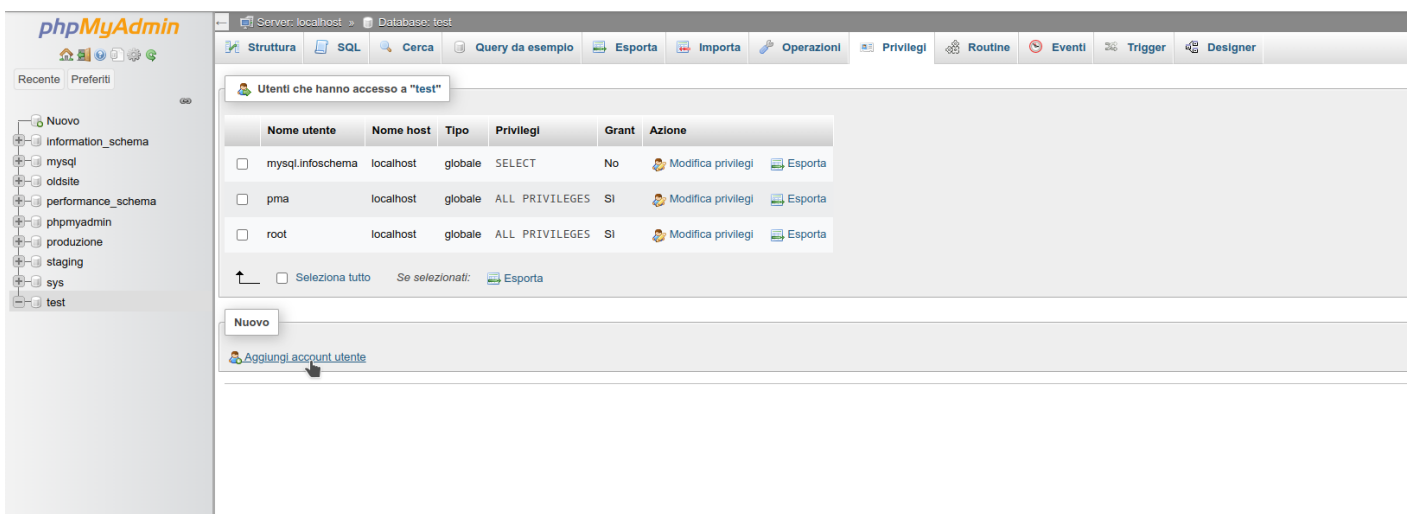 phpMyAdmin
Recente Preferiti
Nuovo
information_schema
mysql
oldsite
performance_schema
phpmyadmin
produzione
staging
sys
test
Server: localhost » Database: test
Struttura SQL Cerca Query da esempio Esporta Importa Operazioni Privilegi Routine Eventi Trigger Designer
Utenti che hanno accesso a "test"
Nome utente Nome host Tipo Privilegi Grant Azione
mysql.infoschema localhost globale SELECT No Modifica privilegi Esporta
pma localhost globale ALL PRIVILEGES Sì Modifica privilegi Esporta
root localhost globale ALL PRIVILEGES Sì Modifica privilegi Esporta
Seleziona tutto Se selezionati: Esporta
Nuovo
Aggiungi account utente